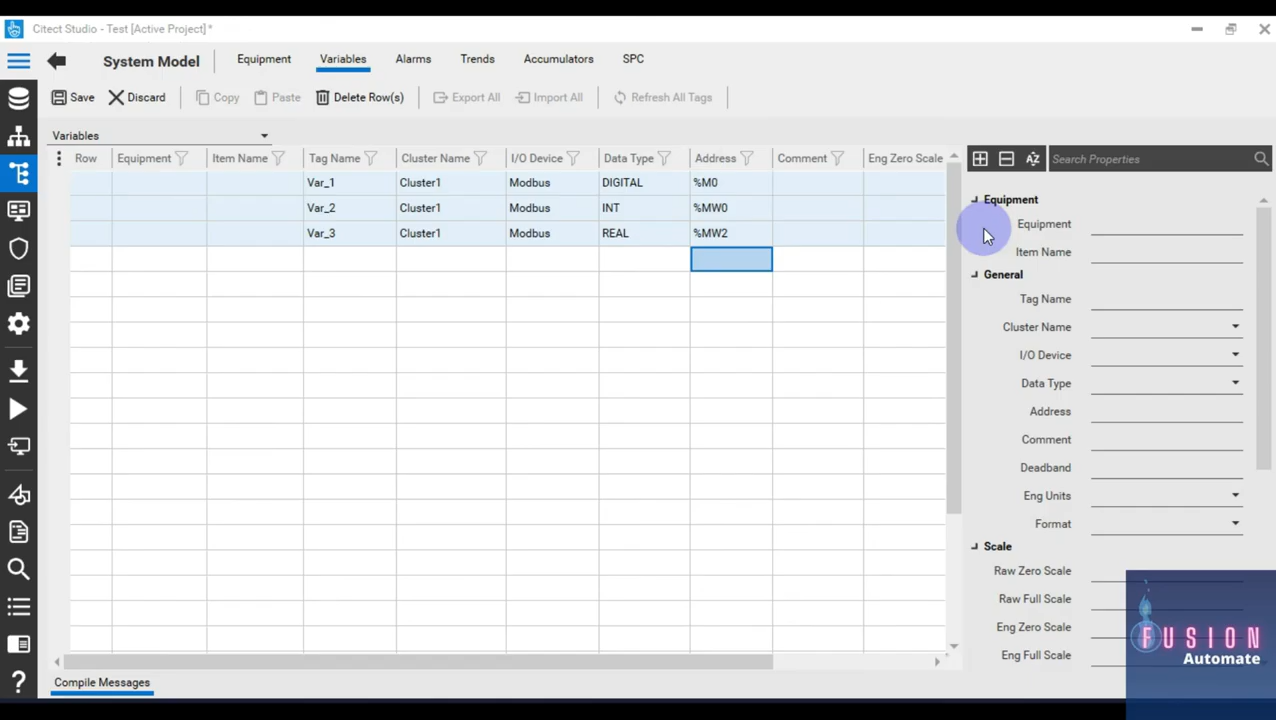 Citect Studio - Test [Active Project] *
System Model Equipment Variables Alarms Trends Accumulators SPC
Save Discard Copy Paste Delete Row(s) Export All Import All Refresh All Tags
Variables
Row Equipment Item Name Tag Name Cluster Name I/O Device Data Type Address Comment Eng Zero Scale
Var_1 Cluster1 Modbus DIGITAL %M0
Var_2 Cluster1 Modbus INT %MW0
Var_3 Cluster1 Modbus REAL %MW2
Search Properties
Equipment
Equipment
Item Name
General
Tag Name
Cluster Name
I/O Device
Data Type
Address
Comment
Deadband
Eng Units
Format
Scale
Raw Zero Scale
Raw Full Scale
Eng Zero Scale
Eng Full Scale
Compile Messages
FUSION
Automate